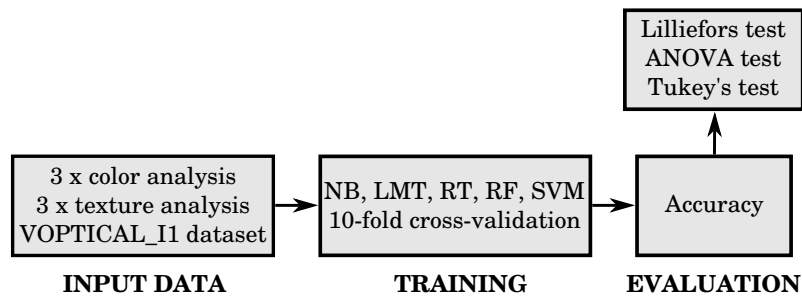 Lilliefors test
ANOVA test
Tukey's test
3 x color analysis
3 x texture analysis
VOPTICAL_I1 dataset
NB, LMT, RT, RF, SVM
10-fold cross-validation
Accuracy
INPUT DATA
TRAINING
EVALUATION